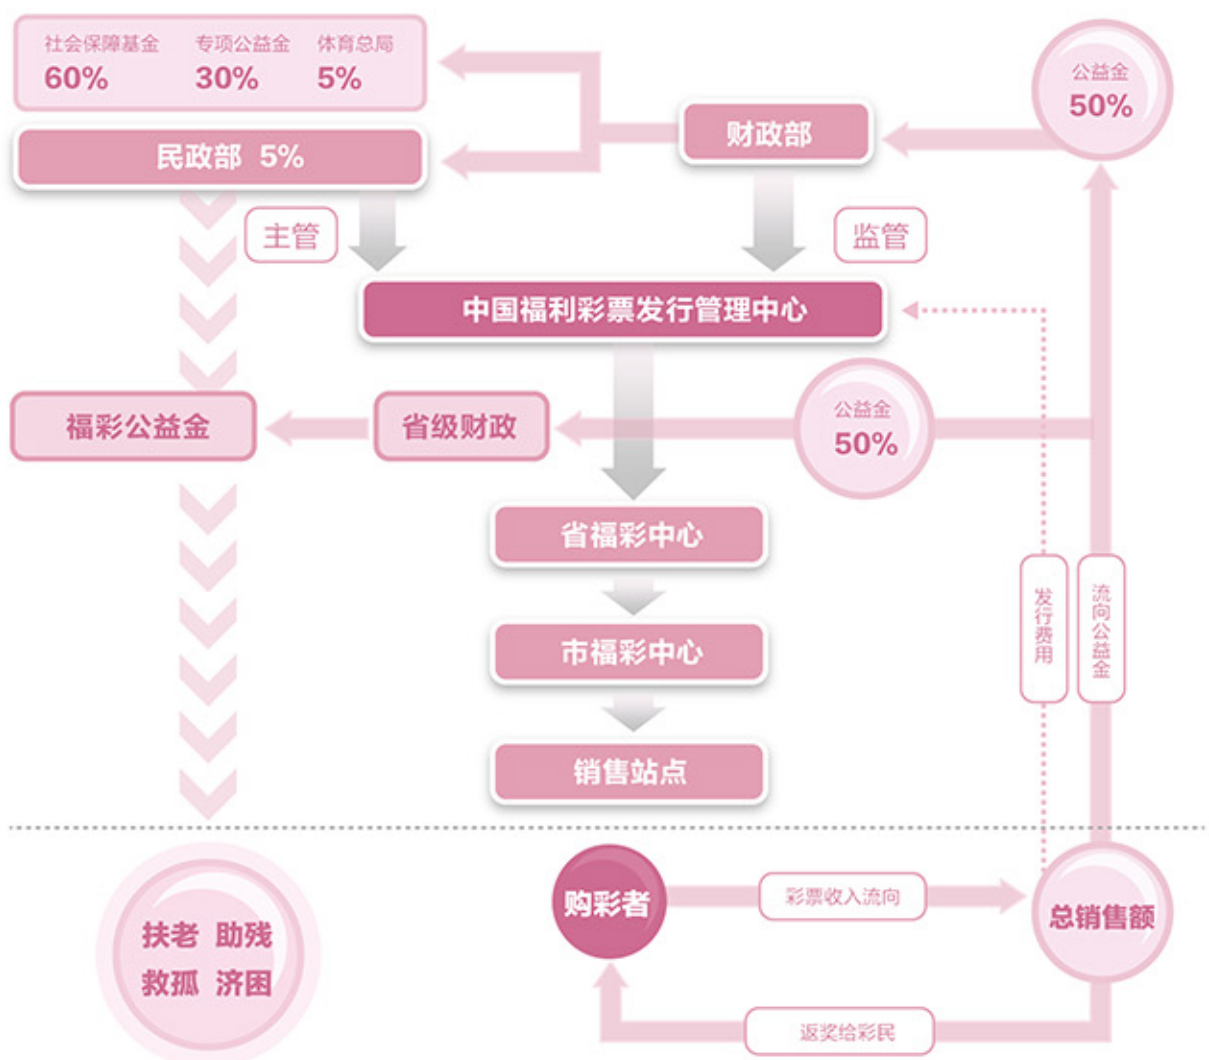 社会保障基金 专项公益金 体育总局
60% 30% 5%
公益金
50%
财政部
民政部 5%
主管
监管
中国福利彩票发行管理中心
公益金
50%
省级财政
福彩公益金
省福彩中心
市福彩中心
销售站点
发行费用
流向公益金
购彩者
彩票收入流向
总销售额
返奖给彩民
扶老 助残
救孤 济困